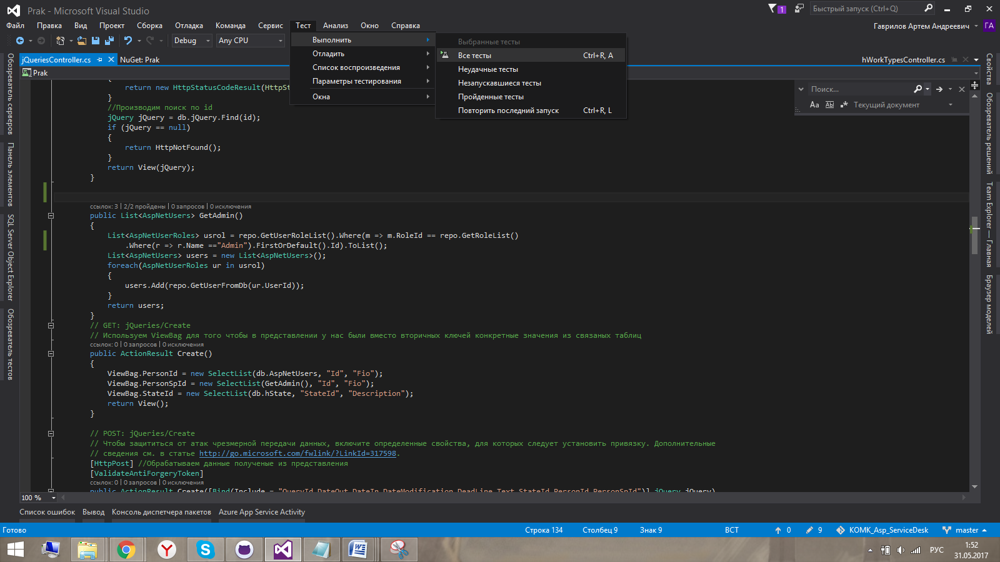 Prak - Microsoft Visual Studio
1
Быстрый запуск (Ctrl+Q)
Файл Правка Вид Проект Сборка Отладка Команда Сервис Тест Анализ Окно Справка
Гаврилов Артем Андреевич ГА
Debug Any CPU
Выполнить
Отладить
Список воспроизведения
Параметры тестирования
Окна
Выбранные тесты
Все тесты Ctrl+R, A
Неудачные тесты
Незапускавшиеся тесты
Пройденные тесты
Повторить последний запуск Ctrl+R, L
jQueriesController.cs NuGet: Prak
hWorkTypesController.cs
Prak
Поиск...
Aa Ab Текущий документ
Обозреватель серверов
Панель элементов
SQL Server Object Explorer
Обозреватель тестов
Свойства
Обозреватель решений
Team Explorer — Главная
Браузер моделей
{
return new HttpStatusCodeResult(HttpSt
}
//Производим поиск по id
jQuery jQuery = db.jQuery.Find(id);
if (jQuery == null)
{
return HttpNotFound();
}
return View(jQuery);
}
ссылок: 3 | 2/2 пройдены | 0 запросов | 0 исключения
public List<AspNetUsers> GetAdmin()
{
List<AspNetUserRoles> usrol = repo.GetUserRoleList().Where(m => m.RoleId == repo.GetRoleList()
.Where(r => r.Name =="Admin").FirstOrDefault().Id).ToList();
List<AspNetUsers> users = new List<AspNetUsers>();
foreach(AspNetUserRoles ur in usrol)
{
users.Add(repo.GetUserFromDb(ur.UserId));
}
return users;
}
// GET: jQueries/Create
// Используем ViewBag для того чтобы в представлении у нас были вместо вторичных ключей конкретные значения из связаных таблиц
ссылок: 0 | 0 запросов | 0 исключения
public ActionResult Create()
{
ViewBag.PersonId = new SelectList(db.AspNetUsers, "Id", "Fio");
ViewBag.PersonSpId = new SelectList(GetAdmin(), "Id", "Fio");
ViewBag.StateId = new SelectList(db.hState, "StateId", "Description");
return View();
}
// POST: jQueries/Create
// Чтобы защититься от атак чрезмерной передачи данных, включите определенные свойства, для которых следует установить привязку. Дополнительные
// сведения см. в статье http://go.microsoft.com/fwlink/?LinkId=317598.
[HttpPost] //Обрабатываем данные полученые из представления
[ValidateAntiForgeryToken]
ссылок: 0 | 0 запросов | 0 исключения
public ActionResult Create([Bind(Include = "QueryId,DateOut,DateIn,DateModification,DeadLine,Text,StateId,PersonId,PersonSpId")] jQuery jQuery)
100 %
Список ошибок Вывод Консоль диспетчера пакетов Azure App Service Activity
Готово Строка 134 Столбец 9 Знак 9 ВСТ 0 9 KOMK_Asp_ServiceDesk master
РУС
1:52
31.05.2017